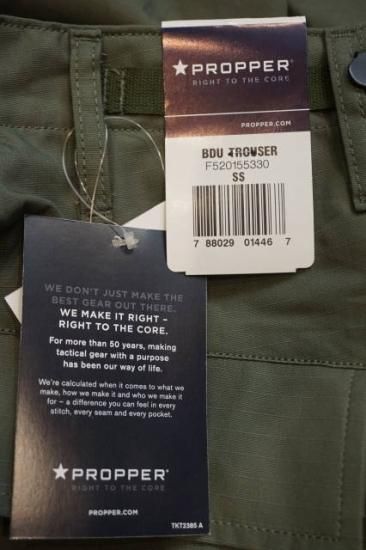 ★PROPPER®
RIGHT TO THE CORE
PROPPER.COM
BDU TROUSER
F520155330
SS
7 88029 01446 7
WE DON'T JUST MAKE THE
BEST GEAR OUT THERE.
WE MAKE IT RIGHT –
RIGHT TO THE CORE.
For more than 50 years, making
tactical gear with a purpose
has been our way of life.
We're calculated when it comes to what we
make, how we make it and who we make it
for – a difference you can feel in every
stitch, every seam and every pocket.
★PROPPER®
RIGHT TO THE CORE
PROPPER.COM
TKT2385 A